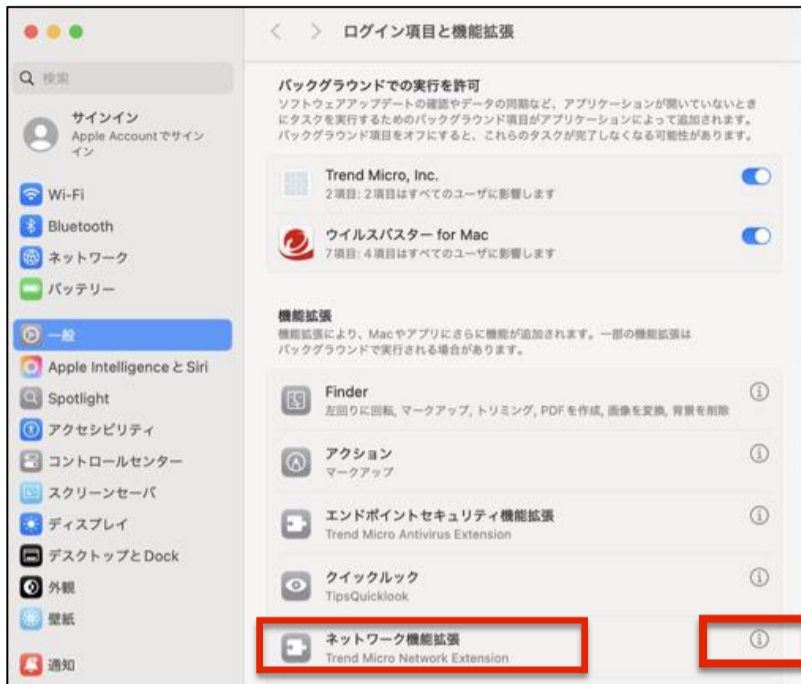 ログイン項目と機能拡張
検索
サインイン
Apple Accountでサイン
イン
Wi-Fi
Bluetooth
ネットワーク
バッテリー
一般
Apple IntelligenceとSiri
Spotlight
アクセシビリティ
コントロールセンター
スクリーンセーバ
ディスプレイ
デスクトップとDock
外観
壁紙
通知
バックグラウンドでの実行を許可
ソフトウェアアップデートの確認やデータの同期など、アプリケーションが開いていないとき
にタスクを実行するためのバックグラウンド項目がアプリケーションによって追加されます。
バックグラウンド項目をオフにすると、これらのタスクが完了しなくなる可能性があります。
Trend Micro, Inc.
2項目: 2項目はすべてのユーザに影響します
ウイルスバスター for Mac
7項目: 4項目はすべてのユーザに影響します
機能拡張
機能拡張により、Macやアプリにさらに機能が追加されます。一部の機能拡張は
バックグラウンドで実行される場合があります。
Finder
左回りに回転, マークアップ, トリミング, PDFを作成, 画像を変換, 背景を削除
アクション
マークアップ
エンドポイントセキュリティ機能拡張
Trend Micro Antivirus Extension
クイックルック
TipsQuicklook
ネットワーク機能拡張
Trend Micro Network Extension